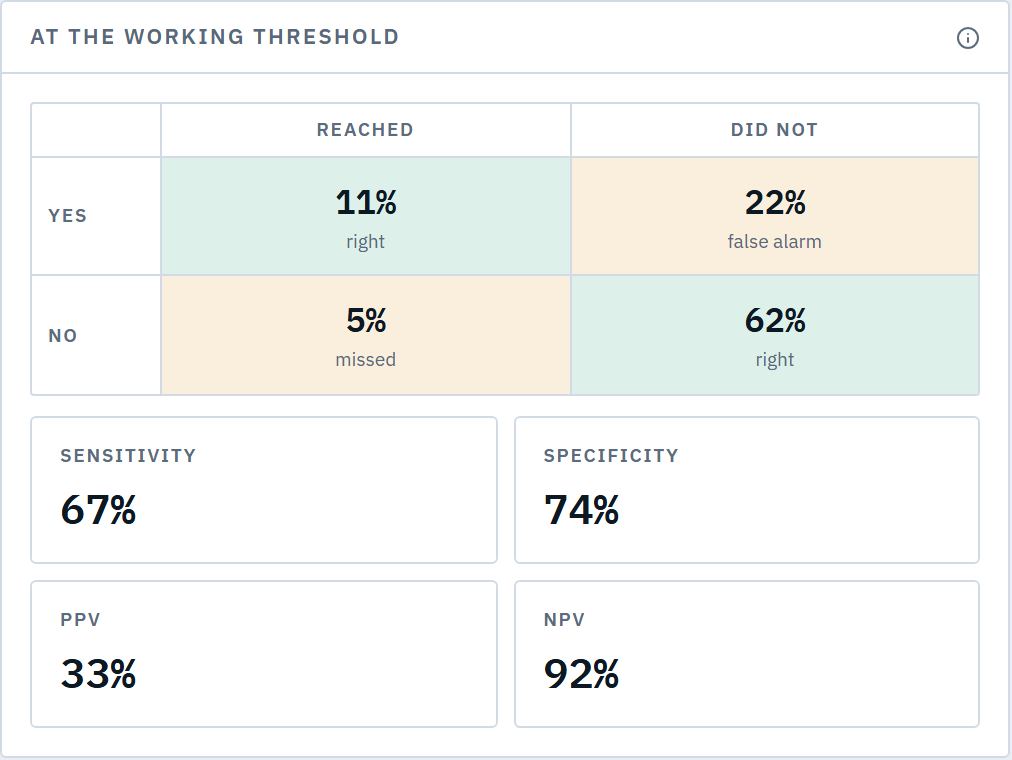 AT THE WORKING THRESHOLD
REACHED DID NOT
YES 11% 22%
right false alarm
NO 5% 62%
missed right
SENSITIVITY SPECIFICITY
67% 74%
PPV NPV
33% 92%